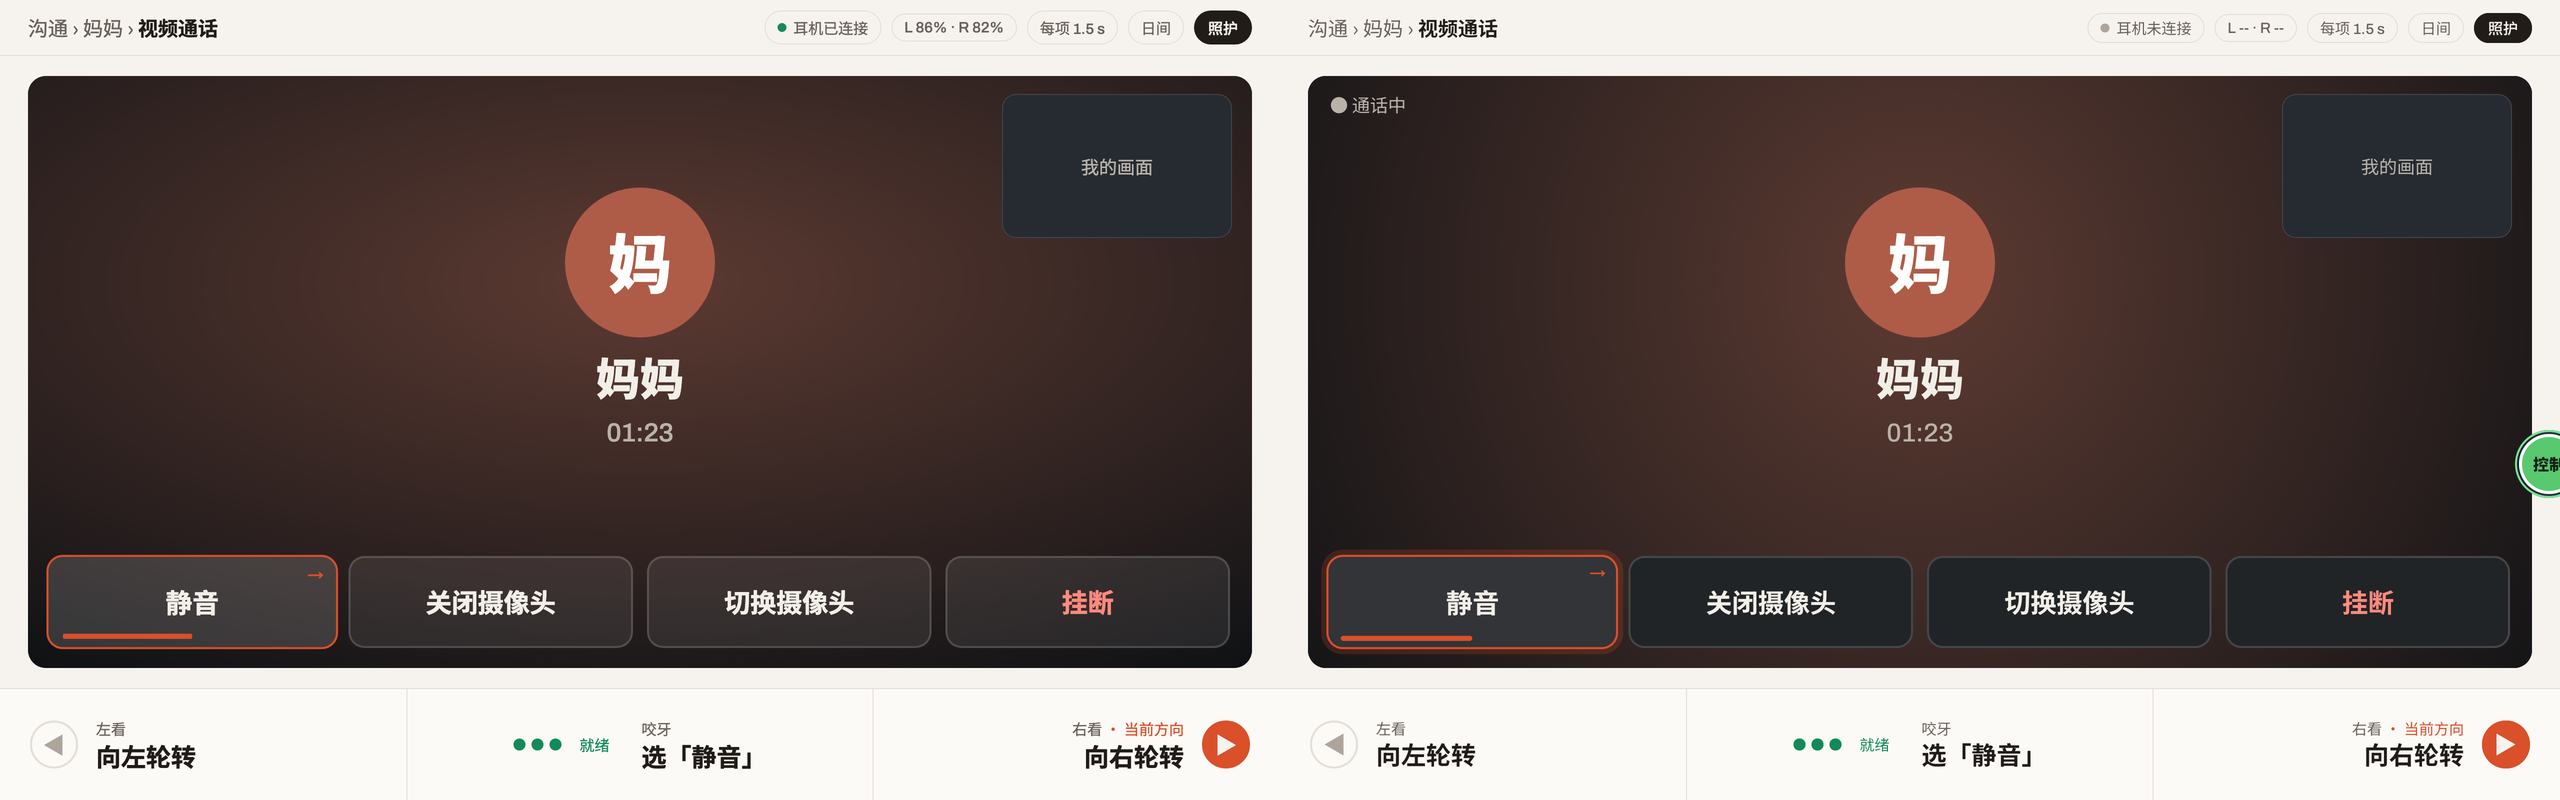 沟通 › 妈妈 › 视频通话
耳机已连接
L 86% · R 82%
每项 1.5 s
日间
照护
我的画面
妈
妈妈
01:23
静音 →
关闭摄像头
切换摄像头
挂断
左看
向左轮转
就绪
咬牙
选「静音」
右看 · 当前方向
向右轮转
沟通 › 妈妈 › 视频通话
耳机未连接
L -- · R --
每项 1.5 s
日间
照护
通话中
我的画面
妈
妈妈
01:23
控制
静音 →
关闭摄像头
切换摄像头
挂断
左看
向左轮转
就绪
咬牙
选「静音」
右看 · 当前方向
向右轮转